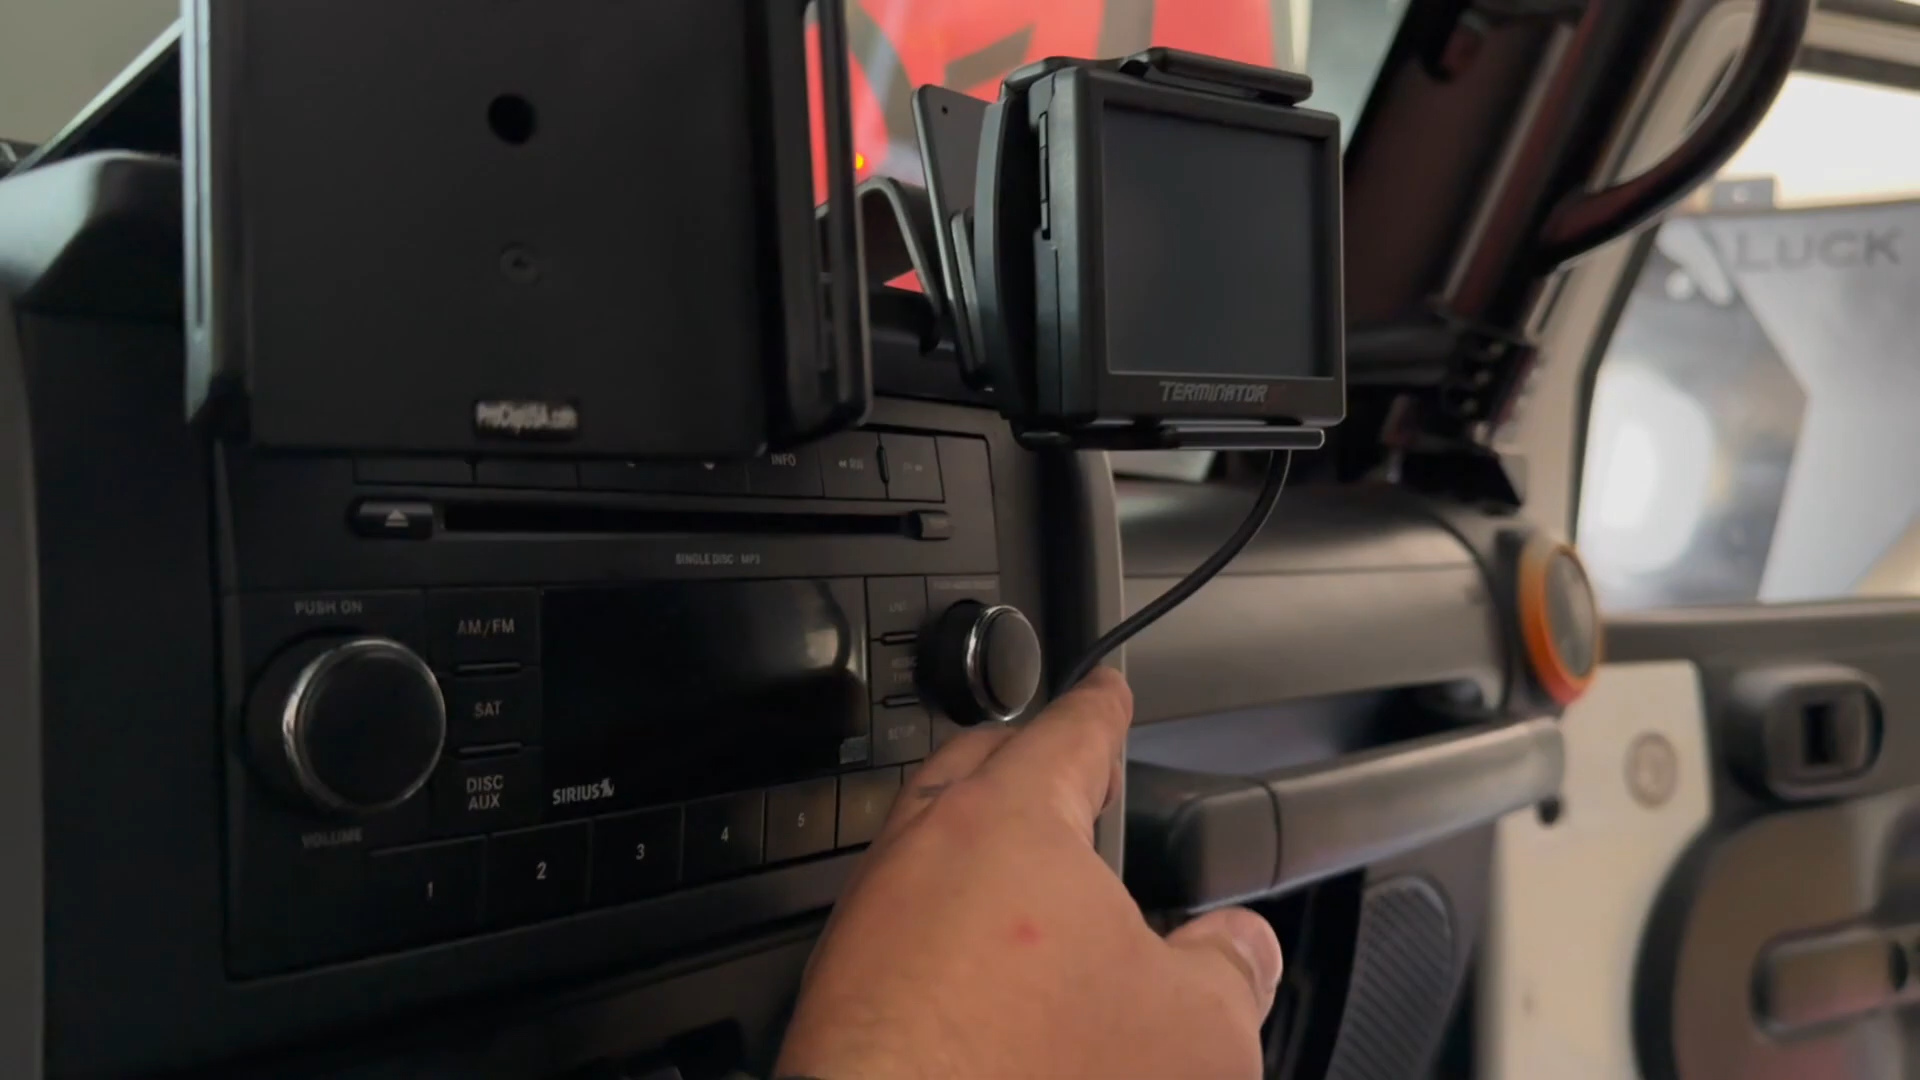 LUCK
TERMINATOR
ProClipUSA.com
INFO
SINGLE DISC MP3
PUSH ON
AM/FM
SAT
DISC
AUX
SETUP
SIRIUS
VOLUME
1
2
3
4
5